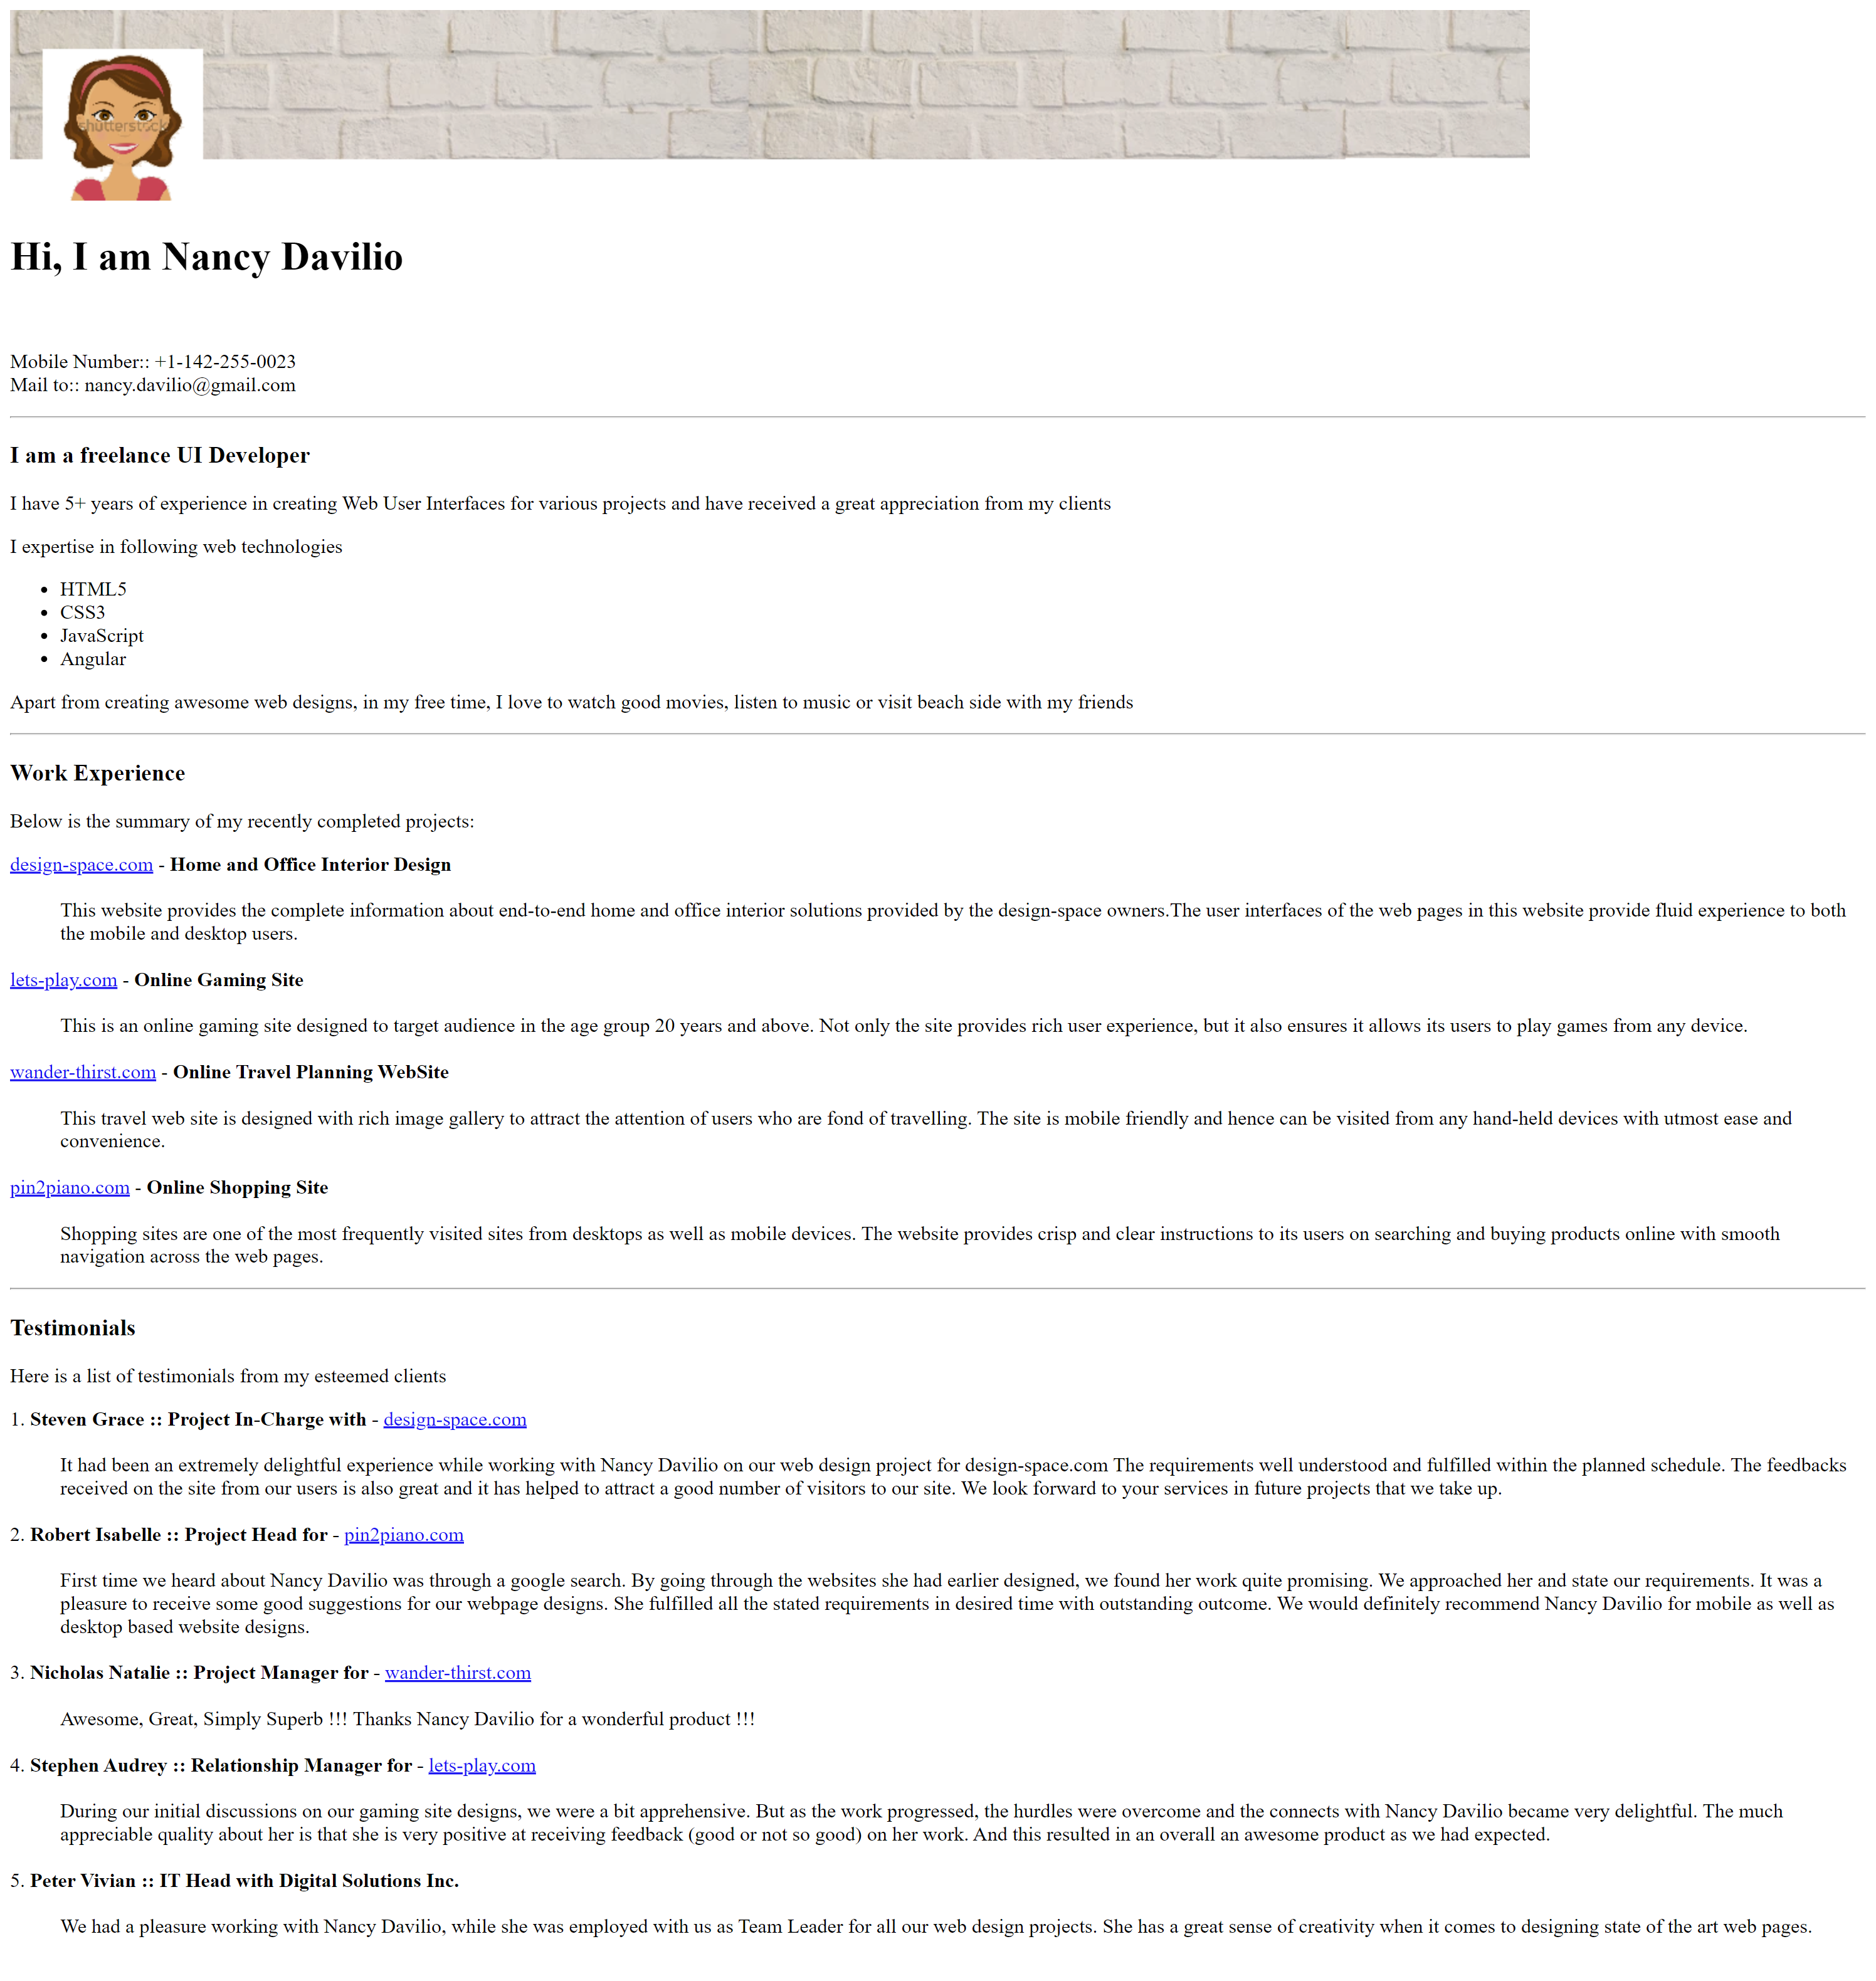 shutterstock
Hi, I am Nancy Davilio
Mobile Number:: +1-142-255-0023
Mail to:: nancy.davilio@gmail.com
I am a freelance UI Developer
I have 5+ years of experience in creating Web User Interfaces for various projects and have received a great appreciation from my clients
I expertise in following web technologies
• HTML5
• CSS3
• JavaScript
• Angular
Apart from creating awesome web designs, in my free time, I love to watch good movies, listen to music or visit beach side with my friends
Work Experience
Below is the summary of my recently completed projects:
design-space.com - Home and Office Interior Design
This website provides the complete information about end-to-end home and office interior solutions provided by the design-space owners.The user interfaces of the web pages in this website provide fluid experience to both
the mobile and desktop users.
lets-play.com - Online Gaming Site
This is an online gaming site designed to target audience in the age group 20 years and above. Not only the site provides rich user experience, but it also ensures it allows its users to play games from any device.
wander-thirst.com - Online Travel Planning WebSite
This travel web site is designed with rich image gallery to attract the attention of users who are fond of travelling. The site is mobile friendly and hence can be visited from any hand-held devices with utmost ease and
convenience.
pin2piano.com - Online Shopping Site
Shopping sites are one of the most frequently visited sites from desktops as well as mobile devices. The website provides crisp and clear instructions to its users on searching and buying products online with smooth
navigation across the web pages.
Testimonials
Here is a list of testimonials from my esteemed clients
1. Steven Grace :: Project In-Charge with - design-space.com
It had been an extremely delightful experience while working with Nancy Davilio on our web design project for design-space.com The requirements well understood and fulfilled within the planned schedule. The feedbacks
received on the site from our users is also great and it has helped to attract a good number of visitors to our site. We look forward to your services in future projects that we take up.
2. Robert Isabelle :: Project Head for - pin2piano.com
First time we heard about Nancy Davilio was through a google search. By going through the websites she had earlier designed, we found her work quite promising. We approached her and state our requirements. It was a
pleasure to receive some good suggestions for our webpage designs. She fulfilled all the stated requirements in desired time with outstanding outcome. We would definitely recommend Nancy Davilio for mobile as well as
desktop based website designs.
3. Nicholas Natalie :: Project Manager for - wander-thirst.com
Awesome, Great, Simply Superb !!! Thanks Nancy Davilio for a wonderful product !!!
4. Stephen Audrey :: Relationship Manager for - lets-play.com
During our initial discussions on our gaming site designs, we were a bit apprehensive. But as the work progressed, the hurdles were overcome and the connects with Nancy Davilio became very delightful. The much
appreciable quality about her is that she is very positive at receiving feedback (good or not so good) on her work. And this resulted in an overall an awesome product as we had expected.
5. Peter Vivian :: IT Head with Digital Solutions Inc.
We had a pleasure working with Nancy Davilio, while she was employed with us as Team Leader for all our web design projects. She has a great sense of creativity when it comes to designing state of the art web pages.